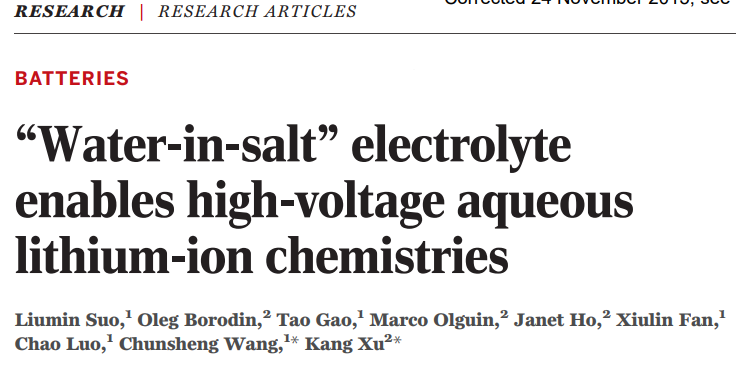 RESEARCH | RESEARCH ARTICLES
Corrected 24 November 2015, see
BATTERIES
“Water-in-salt” electrolyte
enables high-voltage aqueous
lithium-ion chemistries
Liumin Suo,¹ Oleg Borodin,² Tao Gao,¹ Marco Olguin,² Janet Ho,² Xiulin Fan,¹
Chao Luo,¹ Chunsheng Wang,¹* Kang Xu²*